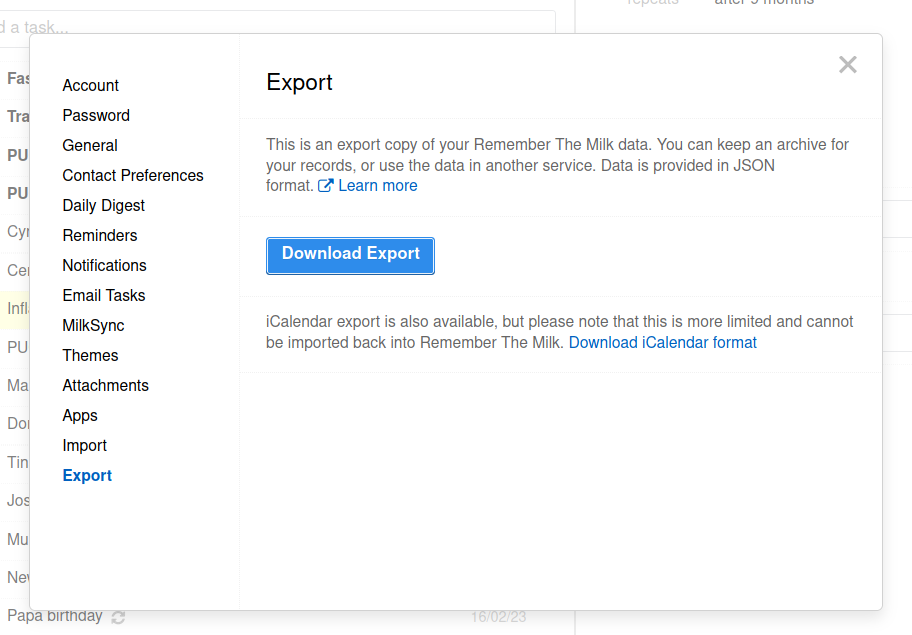 repeats after 9 months
d a task...
Export
This is an export copy of your Remember The Milk data. You can keep an archive for
your records, or use the data in another service. Data is provided in JSON
format. Learn more
Download Export
iCalendar export is also available, but please note that this is more limited and cannot
be imported back into Remember The Milk. Download iCalendar format
Account
Password
General
Contact Preferences
Daily Digest
Reminders
Notifications
Email Tasks
MilkSync
Themes
Attachments
Apps
Import
Export
Fas
Tra
PU
PU
Cyr
Cer
Infl
PU
Ma
Tin
Jos
Mu
Nev
Papa birthday 16/02/23